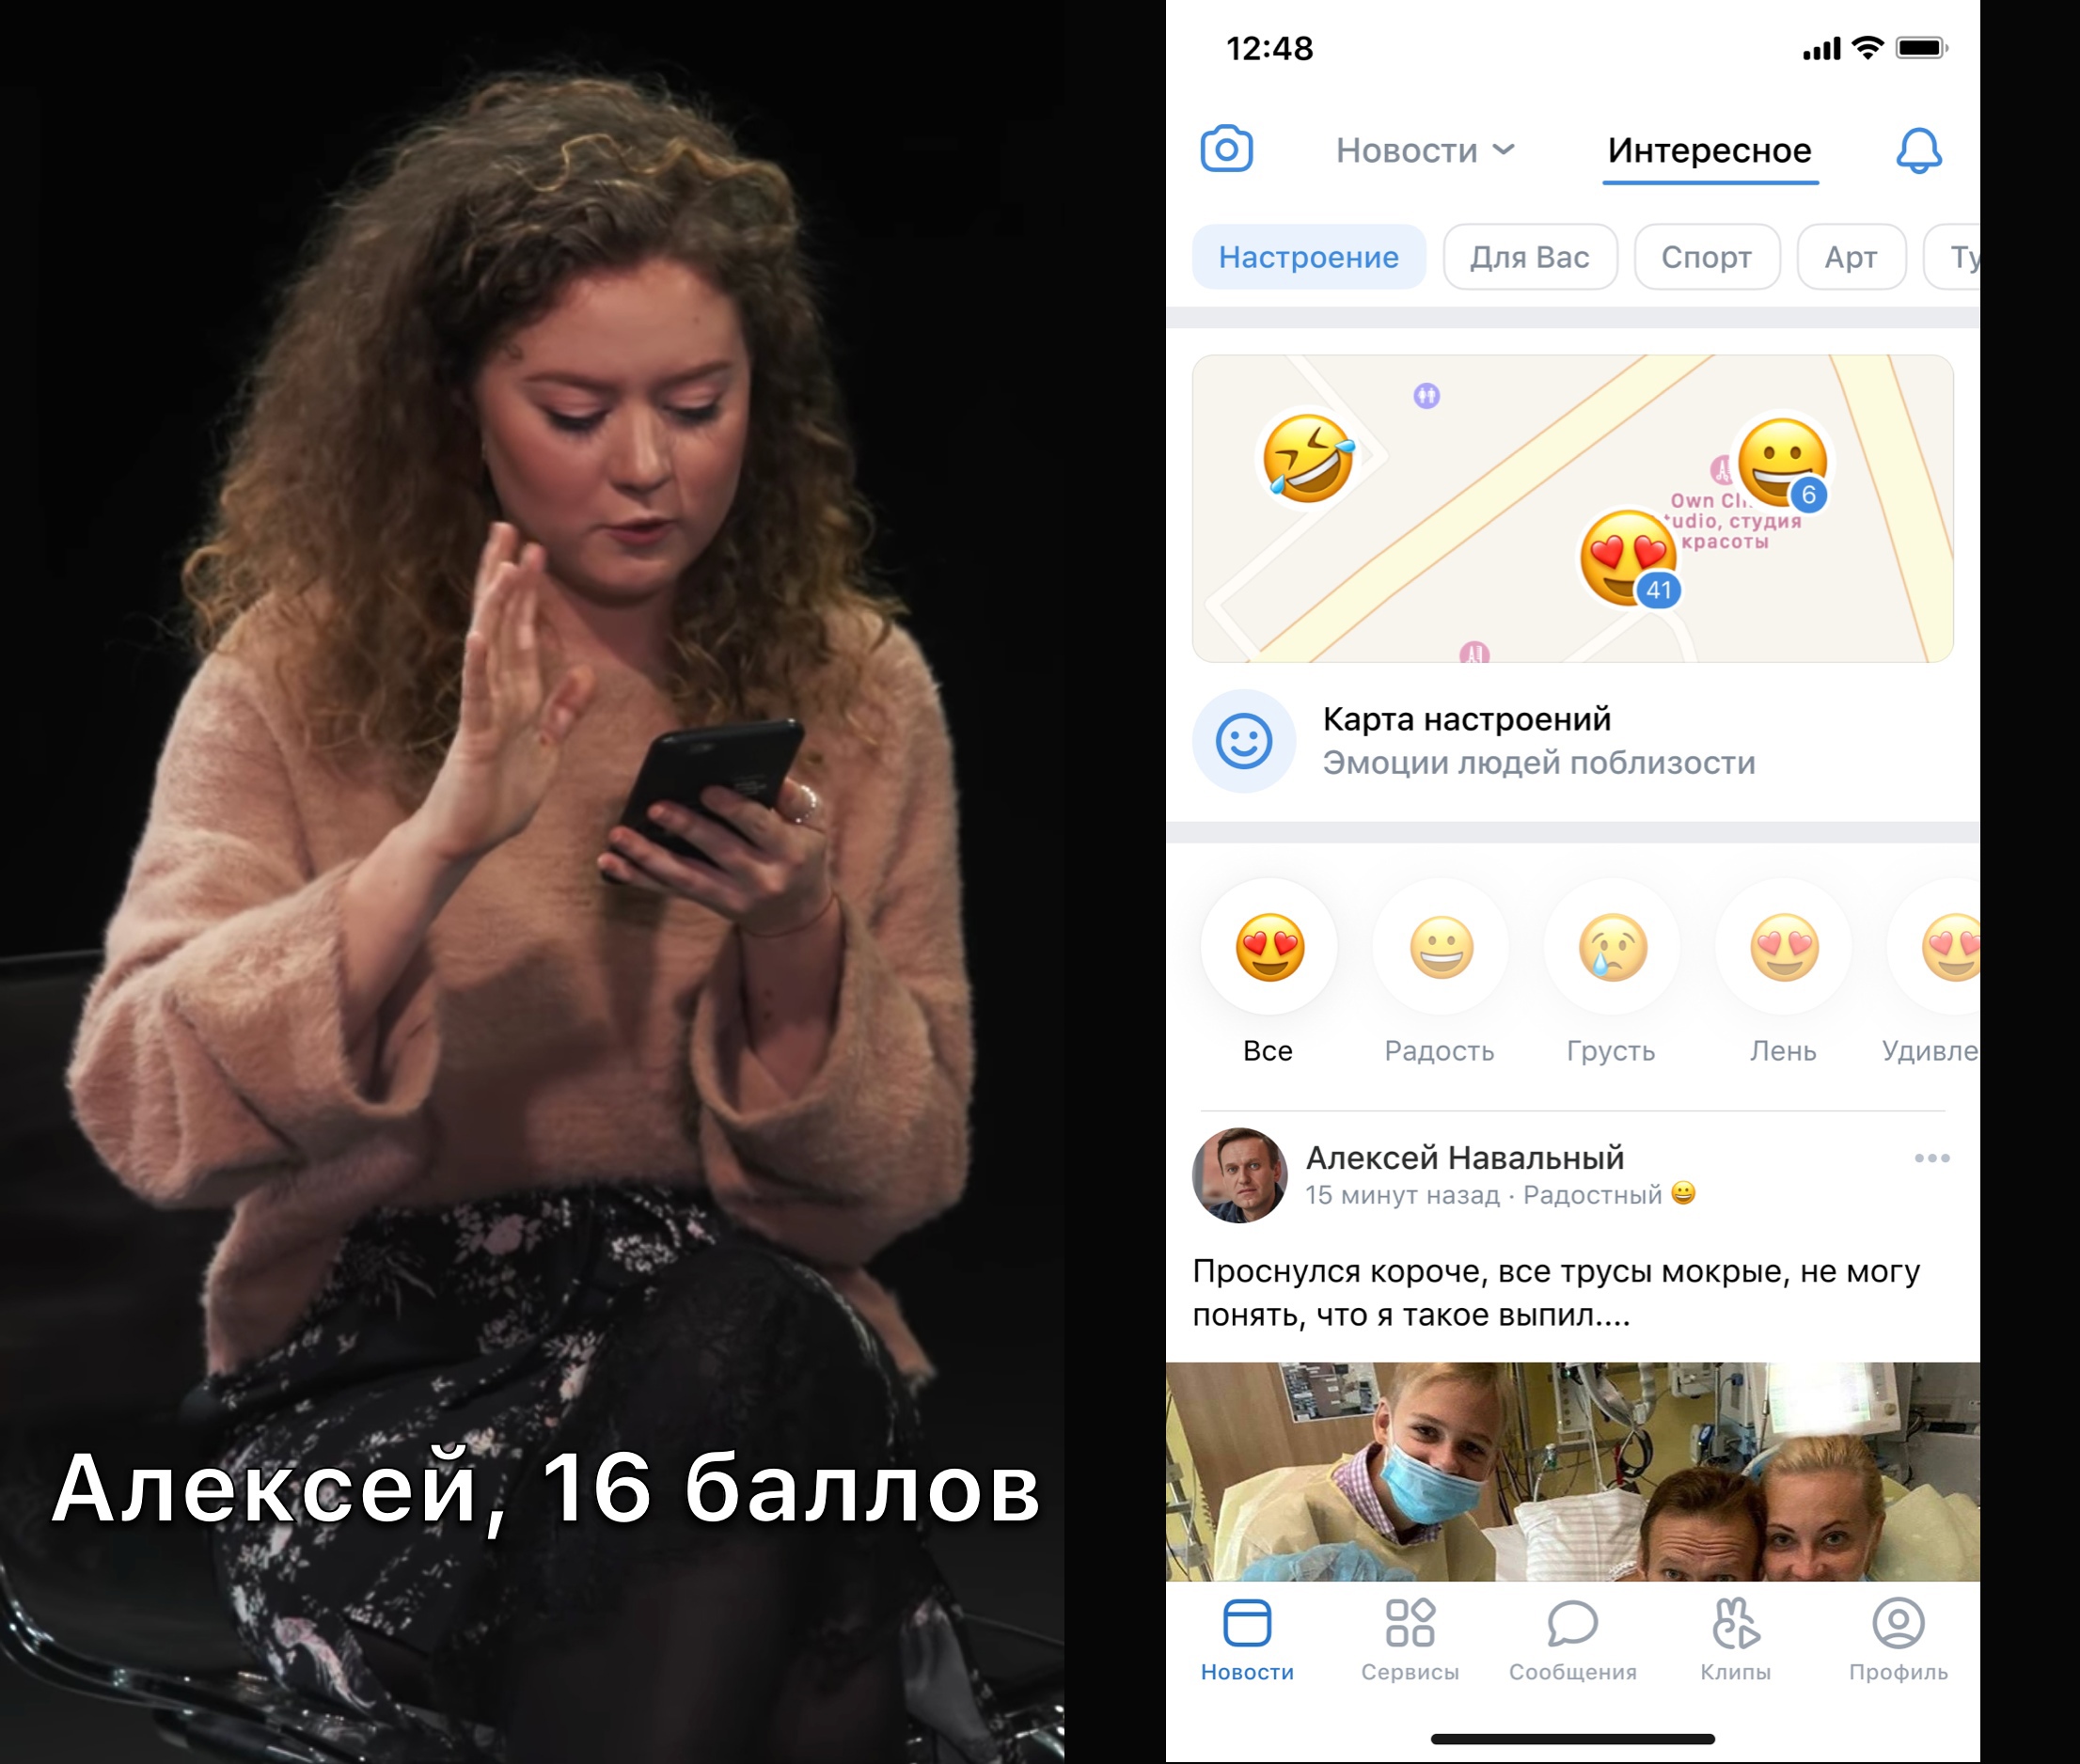 Алексей, 16 баллов
12:48
Новости
Интересное
Настроение
Для Вас
Спорт
Арт
Ту
6
Own Cl
tudio, студия
красоты
41
Карта настроений
Эмоции людей поблизости
Все
Радость
Грусть
Лень
Удивле
Алексей Навальный
15 минут назад · Радостный 😀
Проснулся короче, все трусы мокрые, не могу
понять, что я такое выпил....
Новости
Сервисы
Сообщения
Клипы
Профиль